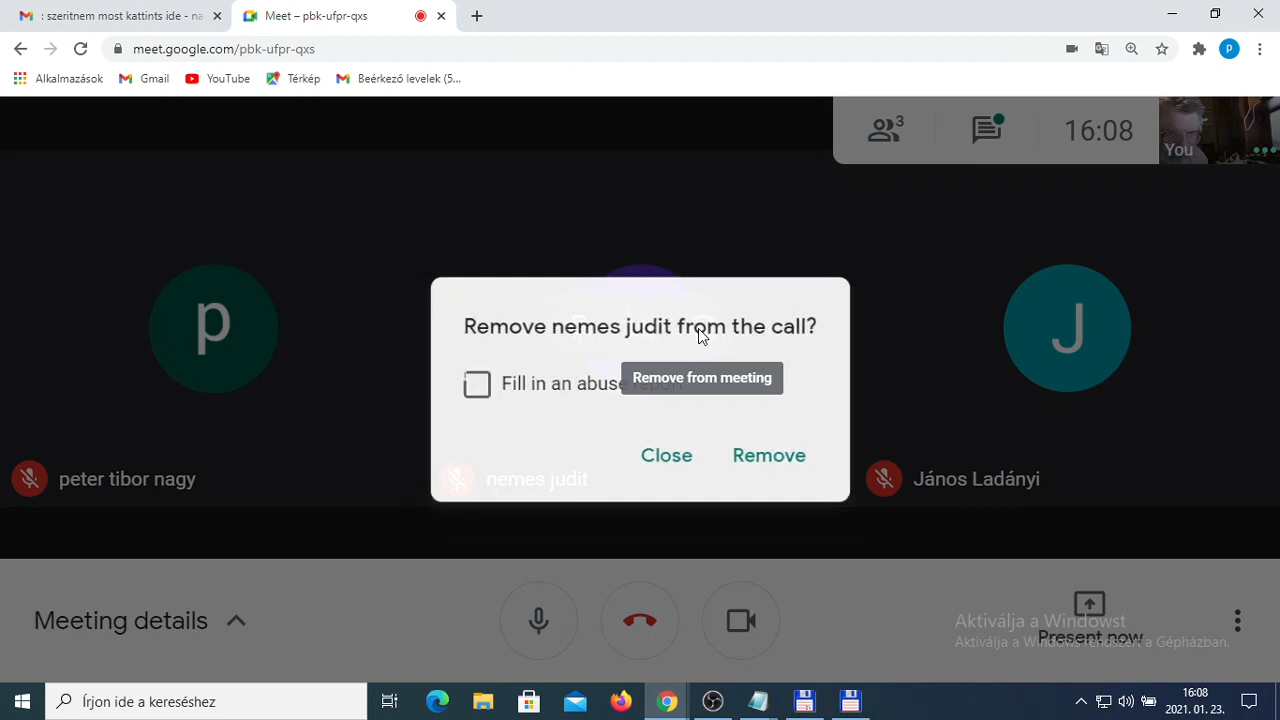 : szeritnem most kattints ide - na
Meet – pbk-ufpr-qxs
meet.google.com/pbk-ufpr-qxs
P
Alkalmazások
Gmail
YouTube
Térkép
Beérkező levelek (5...
3
16:08
You
p
J
Remove nemes judit from the call?
Remove from meeting
Fill in an abuse
Close
Remove
peter tibor nagy
nemes judit
János Ladányi
Meeting details
Present now
Aktiválja a Windowst
Aktiválja a Windows rendszert a Gépházban.
Írjon ide a kereséshez
16:08
2021.01.23.